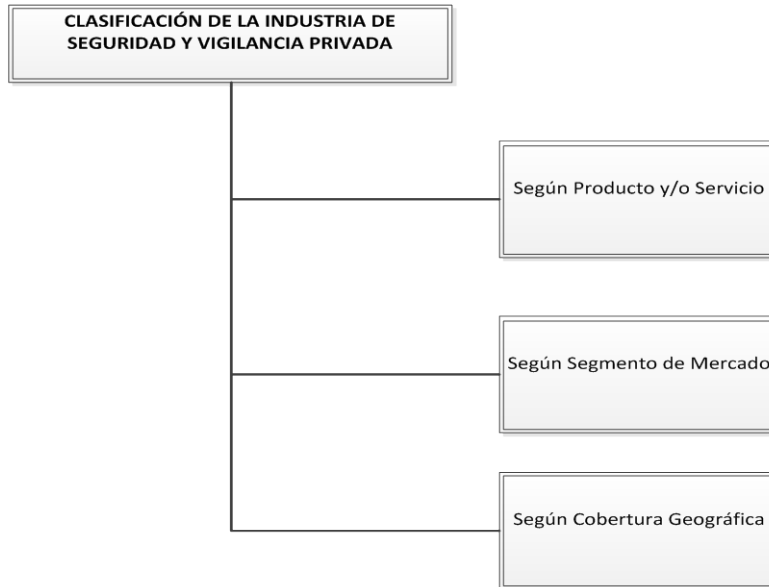 CLASIFICACIÓN DE LA INDUSTRIA DE
SEGURIDAD Y VIGILANCIA PRIVADA
Según Producto y/o Servicio
Según Segmento de Mercado
Según Cobertura Geográfica